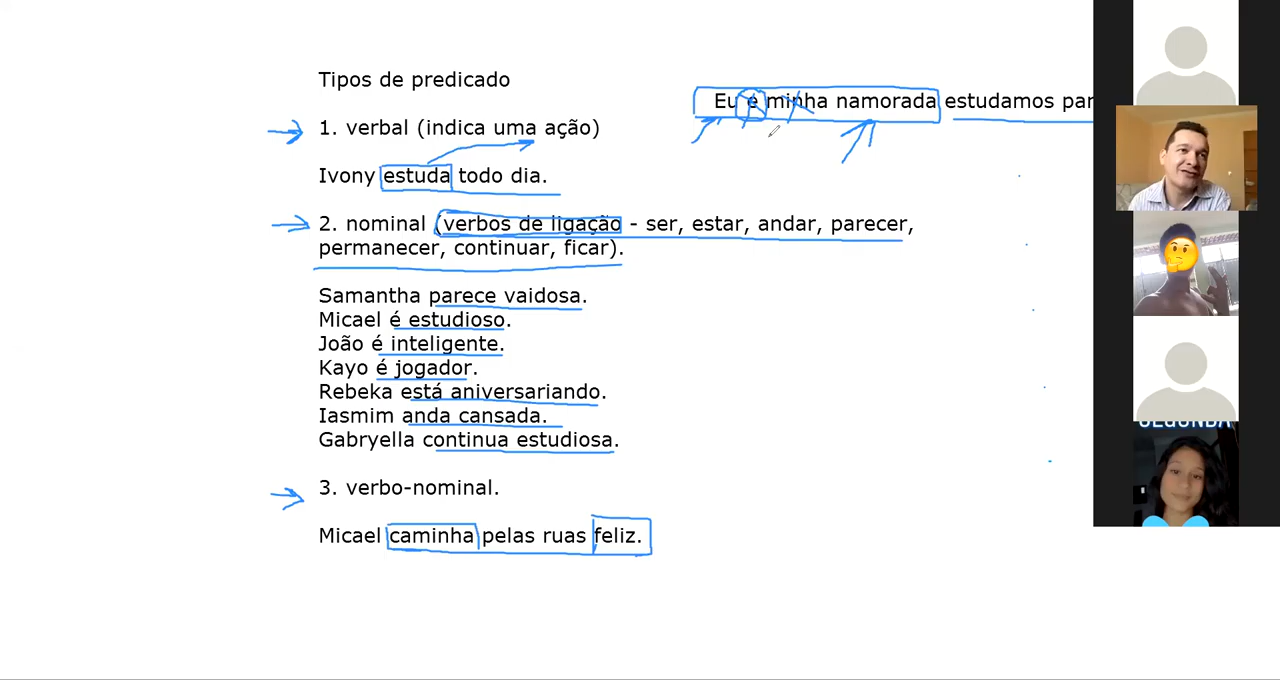 Tipos de predicado
Eu e minha namorada estudamos par
1. verbal (indica uma ação)
Ivony estuda todo dia.
2. nominal (verbos de ligação - ser, estar, andar, parecer,
permanecer, continuar, ficar).
Samantha parece vaidosa.
Micael é estudioso.
João é inteligente.
Kayo é jogador.
Rebeka está aniversariando.
Iasmim anda cansada.
Gabryella continua estudiosa.
3. verbo-nominal.
Micael caminha pelas ruas feliz.
SEGUNDA